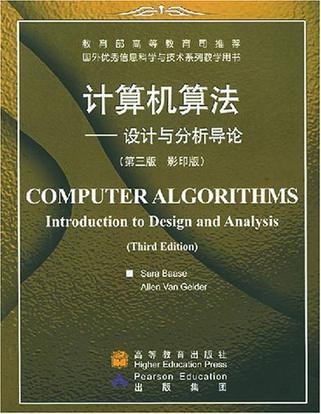 教育部高等教育司推荐
国外优秀信息科学与技术系列教学用书
计算机算法
——设计与分析导论
(第三版 影印版)
COMPUTER ALGORITHMS
Introduction to Design and Analysis
(Third Edition)
Sara Baase
Allen Van Gelder
高等教育出版社
Higher Education Press
Pearson Education
出版集团